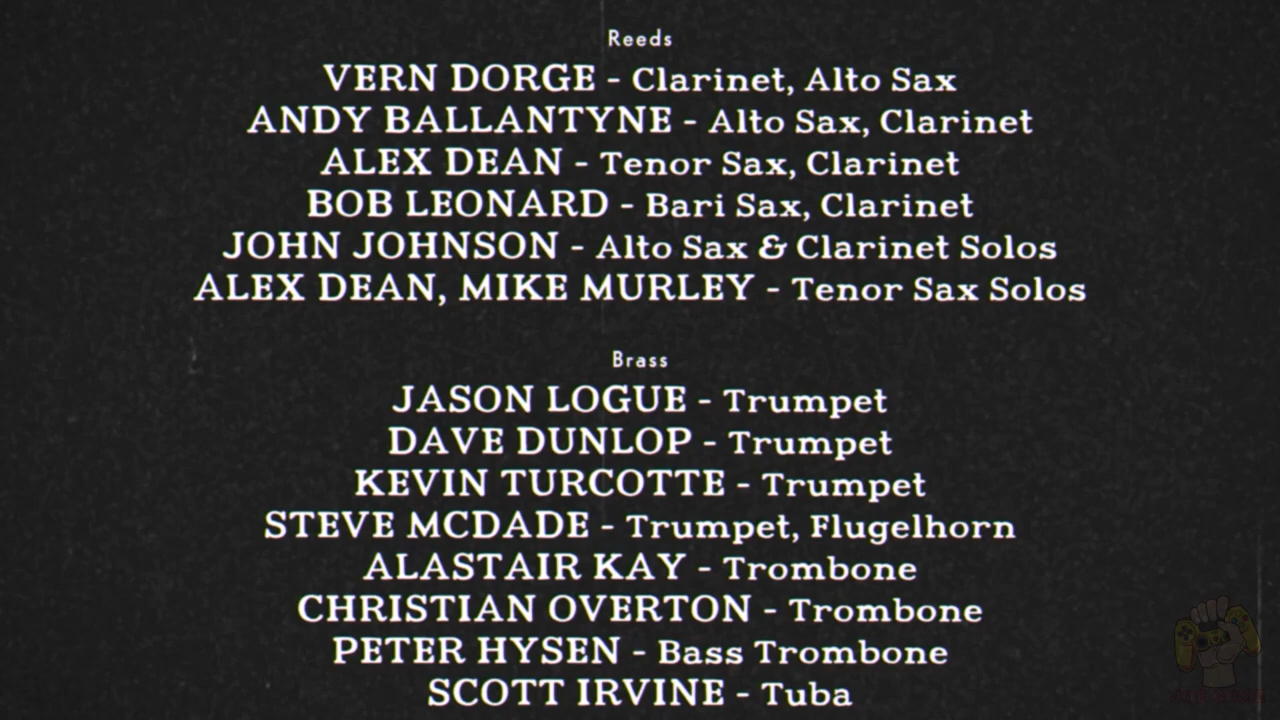 Reeds
VERN DORGE - Clarinet, Alto Sax
ANDY BALLANTYNE - Alto Sax, Clarinet
ALEX DEAN - Tenor Sax, Clarinet
BOB LEONARD - Bari Sax, Clarinet
JOHN JOHNSON - Alto Sax & Clarinet Solos
ALEX DEAN, MIKE MURLEY - Tenor Sax Solos
Brass
JASON LOGUE - Trumpet
DAVE DUNLOP - Trumpet
KEVIN TURCOTTE - Trumpet
STEVE MCDADE - Trumpet, Flugelhorn
ALASTAIR KAY - Trombone
CHRISTIAN OVERTON - Trombone
PETER HYSEN - Bass Trombone
SCOTT IRVINE - Tuba